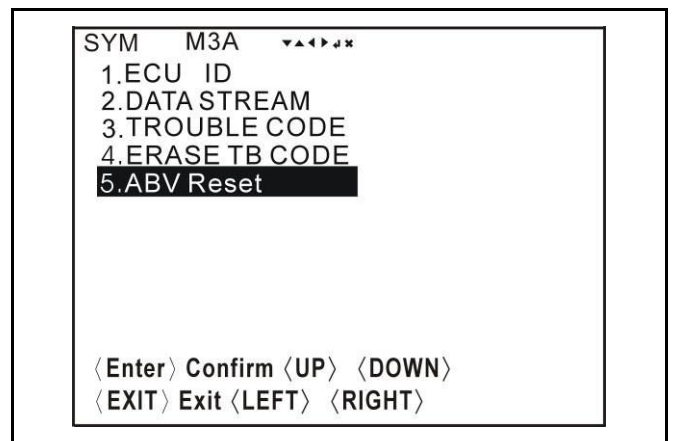 SYM M3A ▼▲◀▶↲✖
1.ECU ID
2.DATA STREAM
3.TROUBLE CODE
4.ERASE TB CODE
5.ABV Reset
〈Enter〉 Confirm 〈UP〉 〈DOWN〉
〈EXIT〉 Exit 〈LEFT〉 〈RIGHT〉